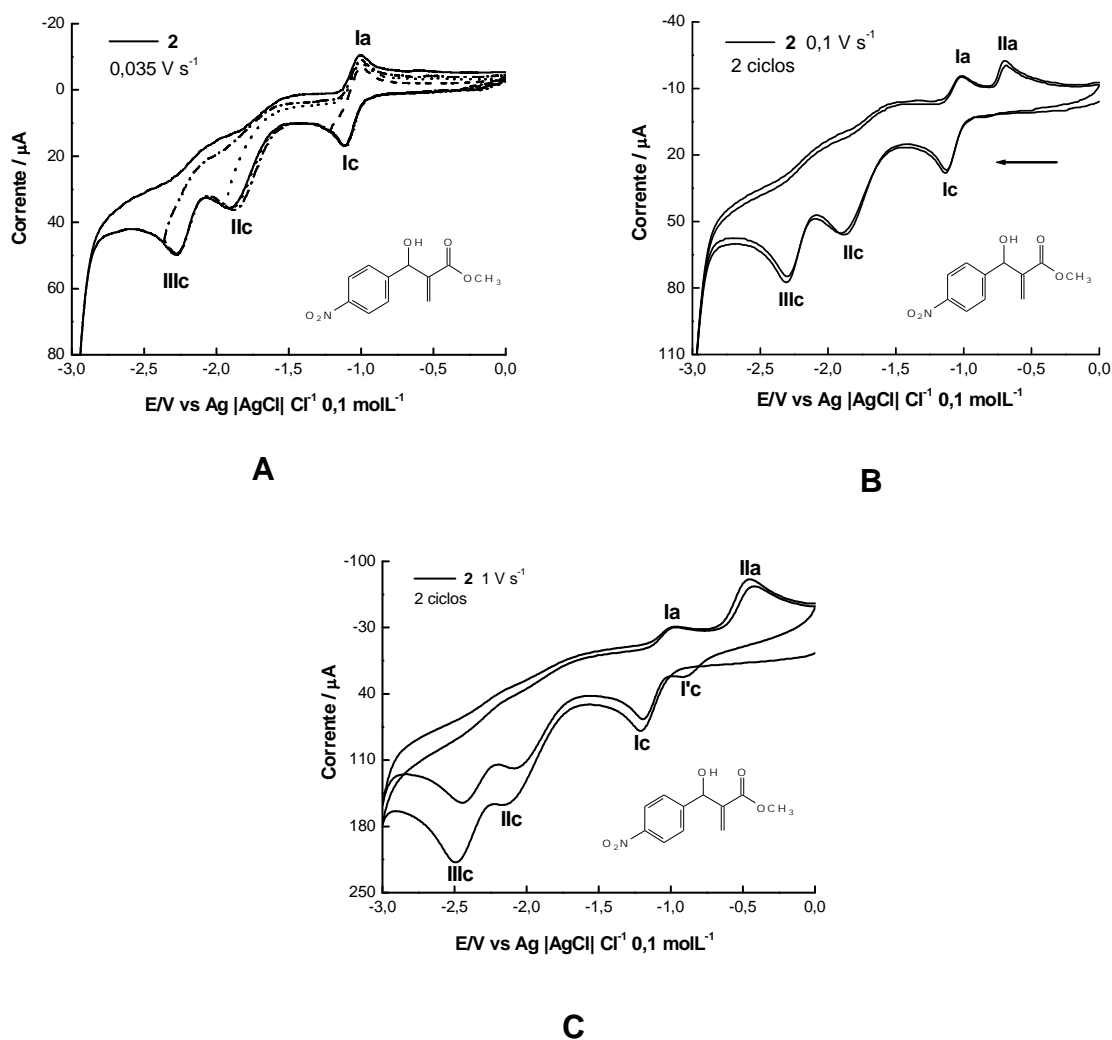 -20
0
20
40
60
80
-3,0 -2,5 -2,0 -1,5 -1,0 -0,5 0,0
Corrente / µA
E/V vs Ag |AgCl| Cl⁻¹ 0,1 molL⁻¹
2
0,035 V s⁻¹
Ia
Ic
IIc
IIIc
OH
O
OCH₃
O₂N
A
-40
-10
20
50
80
110
-3,0 -2,5 -2,0 -1,5 -1,0 -0,5 0,0
Corrente / µA
E/V vs Ag |AgCl| Cl⁻¹ 0,1 molL⁻¹
2 0,1 V s⁻¹
2 ciclos
Ia
IIa
Ic
IIc
IIIc
OH
O
OCH₃
O₂N
B
-100
-30
40
110
180
250
-3,0 -2,5 -2,0 -1,5 -1,0 -0,5 0,0
Corrente / µA
E/V vs Ag |AgCl| Cl⁻¹ 0,1 molL⁻¹
2 1 V s⁻¹
2 ciclos
IIa
Ia
I'c
Ic
IIc
IIIc
OH
O
OCH₃
O₂N
C